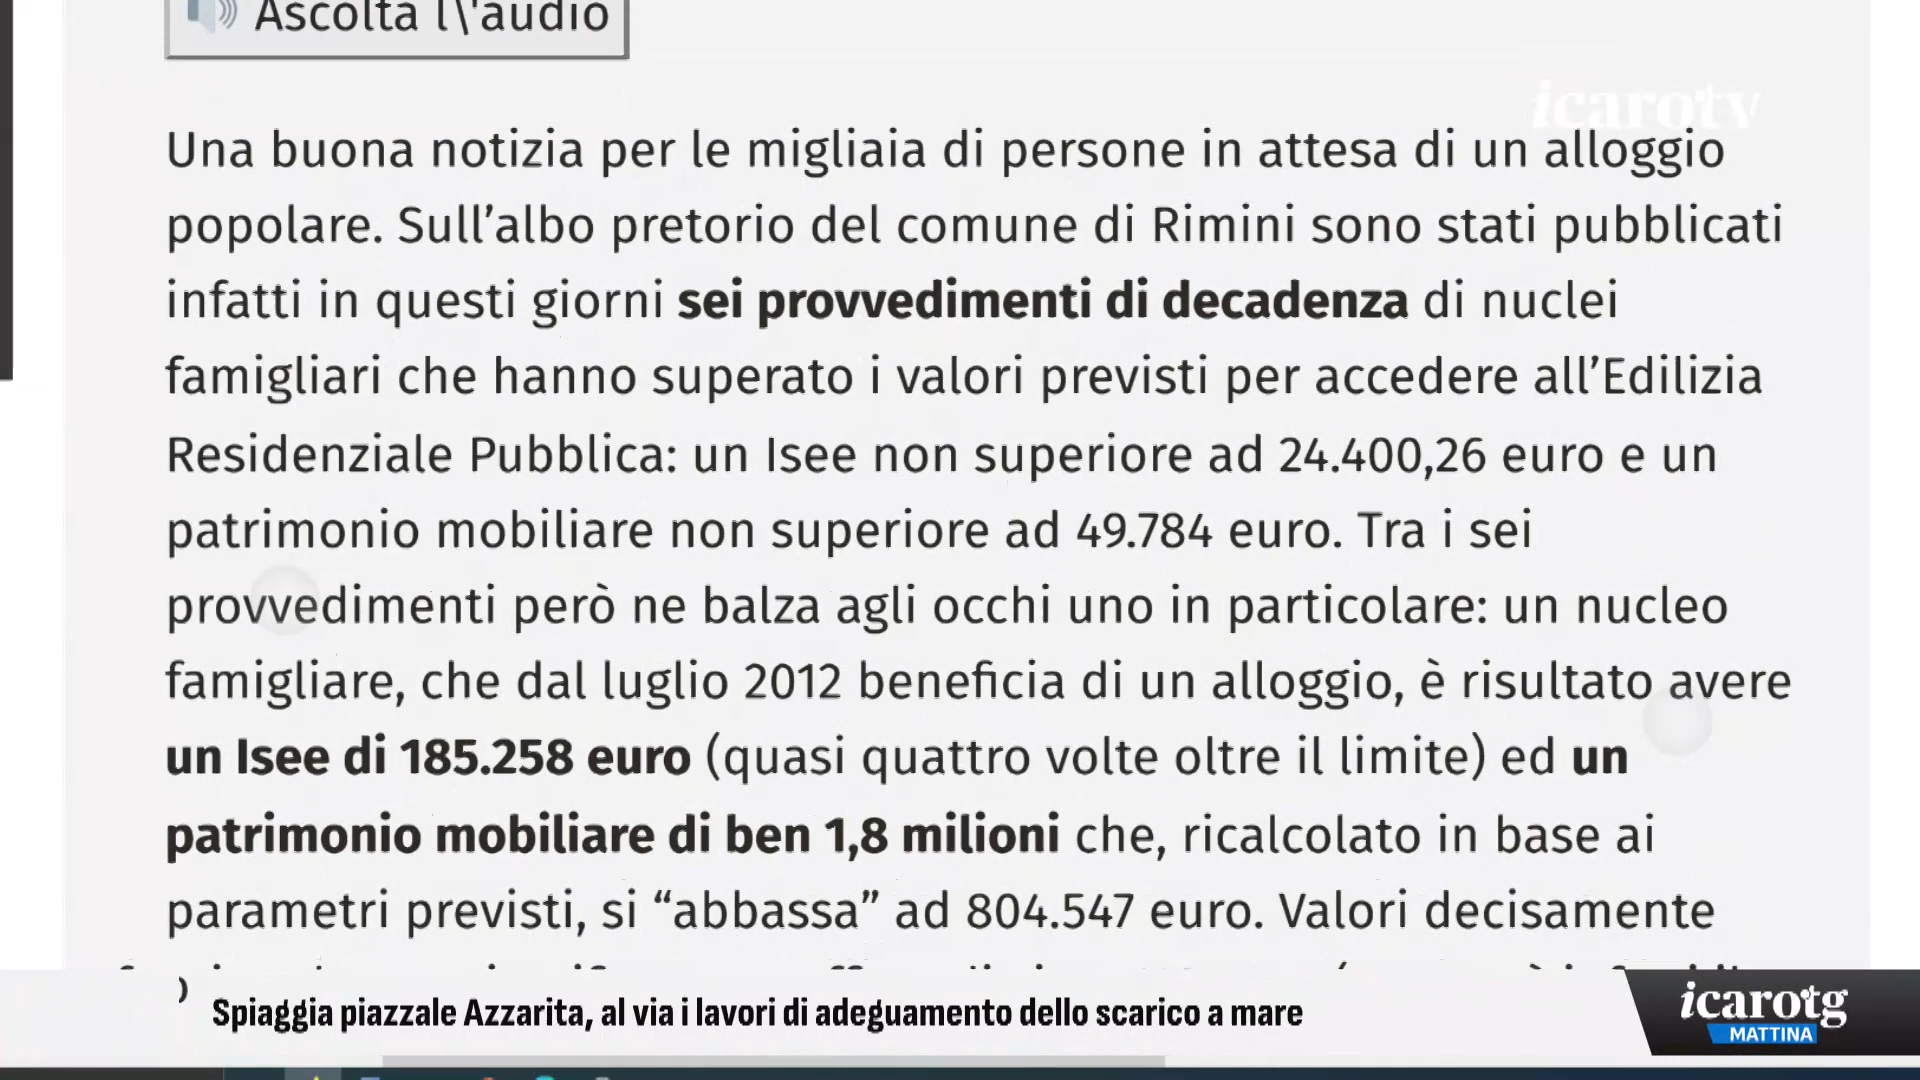 Ascolta l\'audio
icarotv
Una buona notizia per le migliaia di persone in attesa di un alloggio
popolare. Sull’albo pretorio del comune di Rimini sono stati pubblicati
infatti in questi giorni sei provvedimenti di decadenza di nuclei
famigliari che hanno superato i valori previsti per accedere all’Edilizia
Residenziale Pubblica: un Isee non superiore ad 24.400,26 euro e un
patrimonio mobiliare non superiore ad 49.784 euro. Tra i sei
provvedimenti però ne balza agli occhi uno in particolare: un nucleo
famigliare, che dal luglio 2012 beneficia di un alloggio, è risultato avere
un Isee di 185.258 euro (quasi quattro volte oltre il limite) ed un
patrimonio mobiliare di ben 1,8 milioni che, ricalcolato in base ai
parametri previsti, si “abbassa” ad 804.547 euro. Valori decisamente
Spiaggia piazzale Azzarita, al via i lavori di adeguamento dello scarico a mare
icarotg
MATTINA